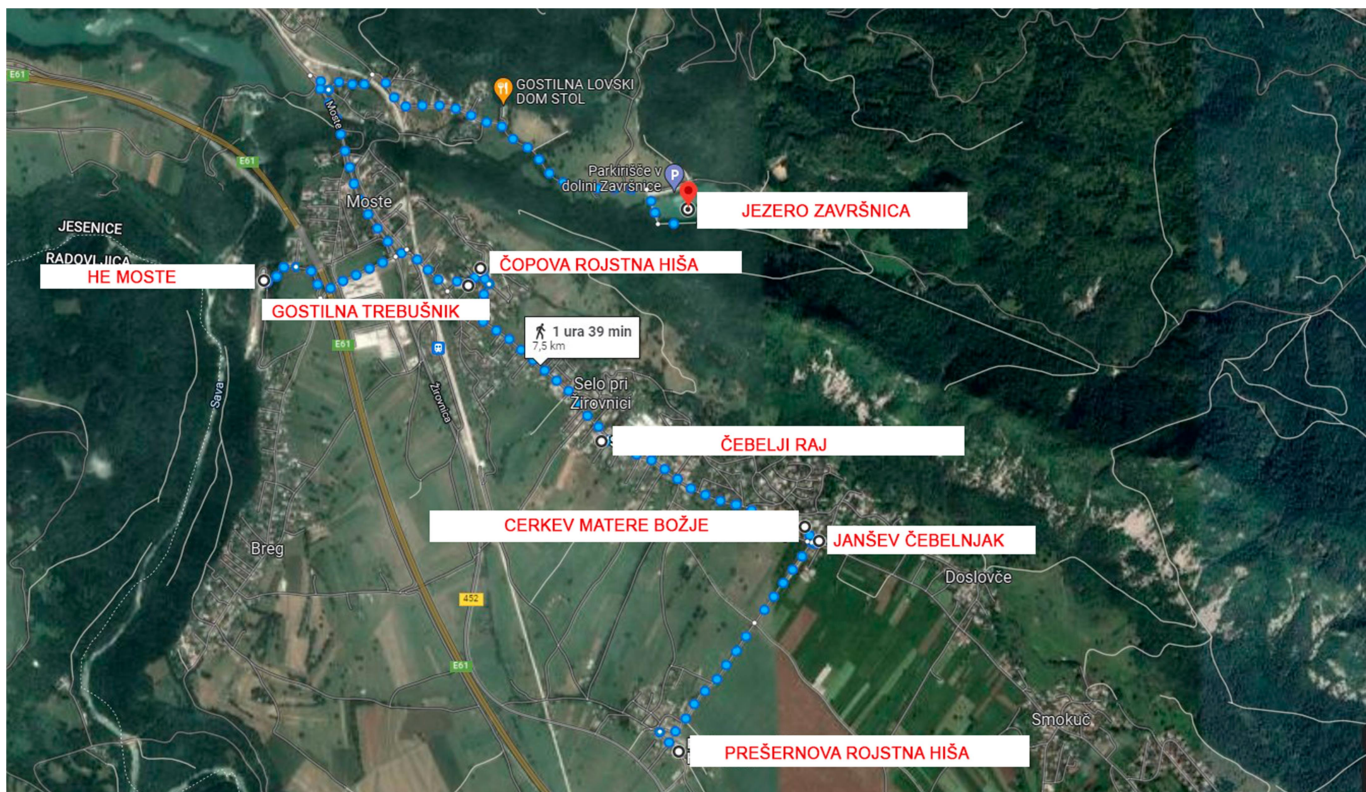 E61
GOSTILNA LOVSKI
DOM STOL
Moste
E61
Parkirišče v
dolini Završnice
P
Moste
JEZERO ZAVRŠNICA
JESENICE
RADOVLJICA
ČOPOVA ROJSTNA HIŠA
HE MOSTE
GOSTILNA TREBUŠNIK
1 ura 39 min
7,5 km
E61
Sava
Žirovnica
Selo pri
Žirovnici
ČEBELJI RAJ
CERKEV MATERE BOŽJE
JANŠEV ČEBELNJAK
Breg
Doslovče
452
E61
Smokuč
PREŠERNOVA ROJSTNA HIŠA